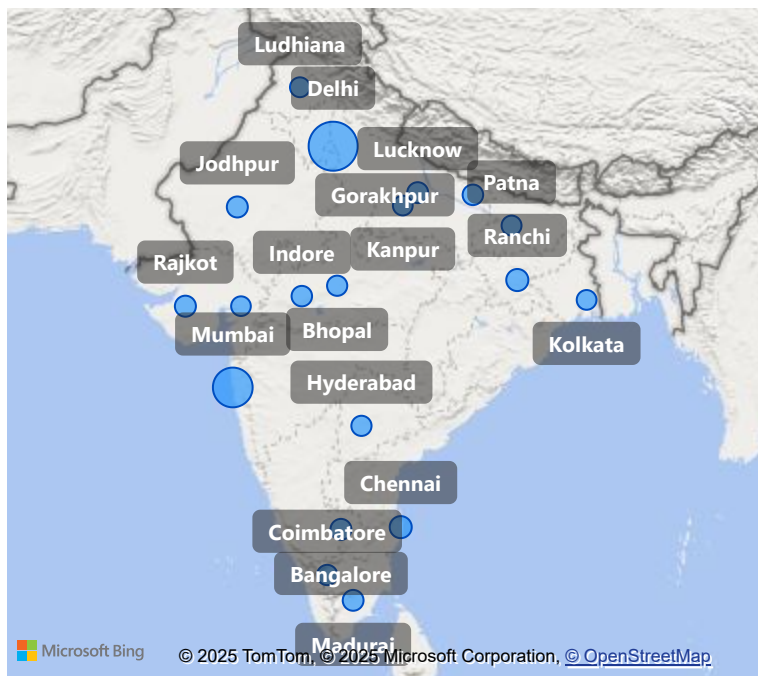 Ludhiana
Delhi
Lucknow
Jodhpur
Patna
Gorakhpur
Ranchi
Indore
Kanpur
Rajkot
Mumbai
Bhopal
Kolkata
Hyderabad
Chennai
Coimbatore
Bangalore
Madurai
Microsoft Bing
© 2025 TomTom, © 2025 Microsoft Corporation, © OpenStreetMap